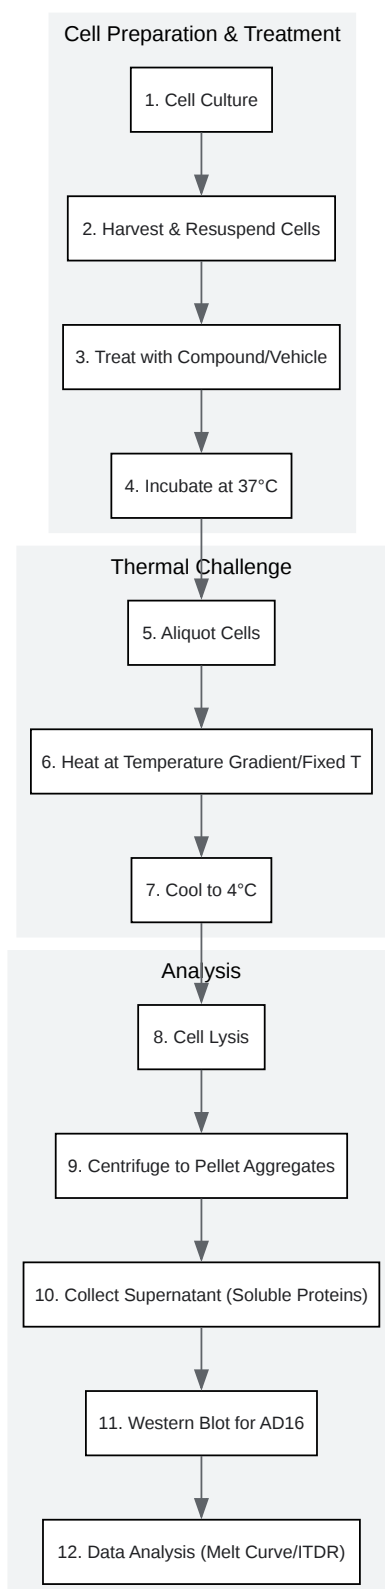 Cell Preparation & Treatment
1. Cell Culture
2. Harvest & Resuspend Cells
3. Treat with Compound/Vehicle
4. Incubate at 37°C
Thermal Challenge
5. Aliquot Cells
6. Heat at Temperature Gradient/Fixed T
7. Cool to 4°C
Analysis
8. Cell Lysis
9. Centrifuge to Pellet Aggregates
10. Collect Supernatant (Soluble Proteins)
11. Western Blot for AD16
12. Data Analysis (Melt Curve/ITDR)